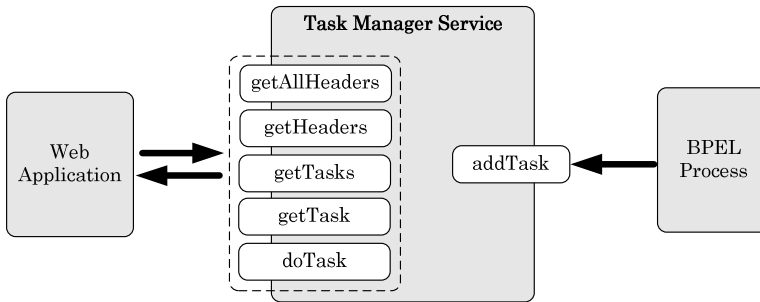 Task Manager Service
getAllHeaders
getHeaders
getTasks
getTask
doTask
Web
Application
addTask
BPEL
Process